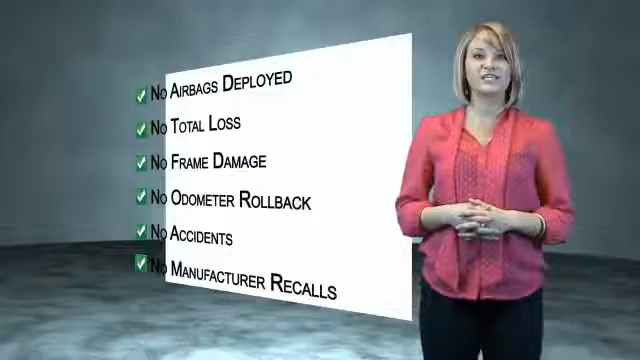 No Airbags Deployed
No Total Loss
No Frame Damage
No Odometer Rollback
No Accidents
No Manufacturer Recalls